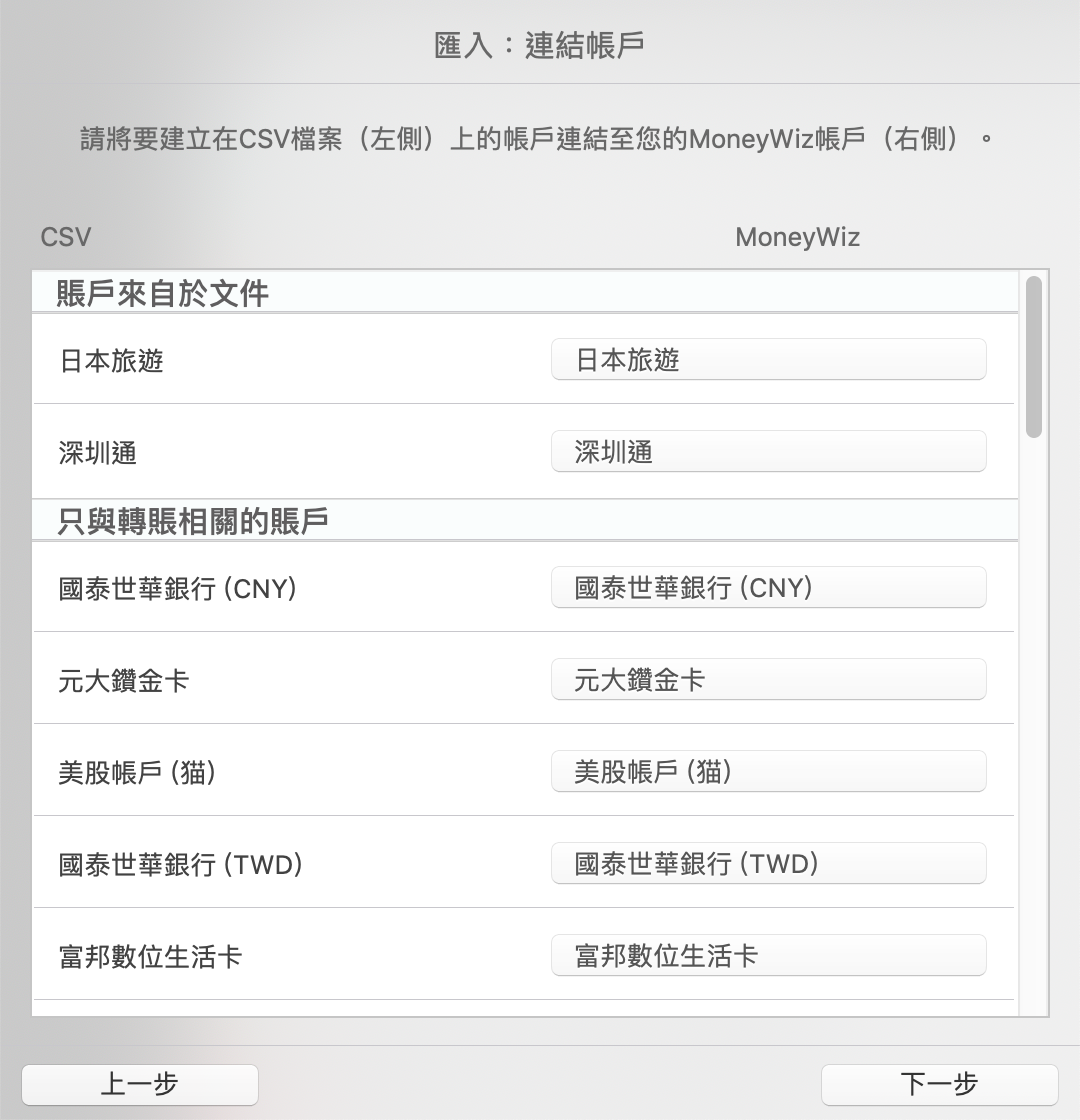 匯入：連結帳戶
請將要建立在CSV檔案（左側）上的帳戶連結至您的MoneyWiz帳戶（右側）。
CSV MoneyWiz
賬戶來自於文件
日本旅遊 日本旅遊
深圳通 深圳通
只與轉賬相關的賬戶
國泰世華銀行 (CNY) 國泰世華銀行 (CNY)
元大鑽金卡 元大鑽金卡
美股帳戶 (猫) 美股帳戶 (猫)
國泰世華銀行 (TWD) 國泰世華銀行 (TWD)
富邦數位生活卡 富邦數位生活卡
上一步 下一步